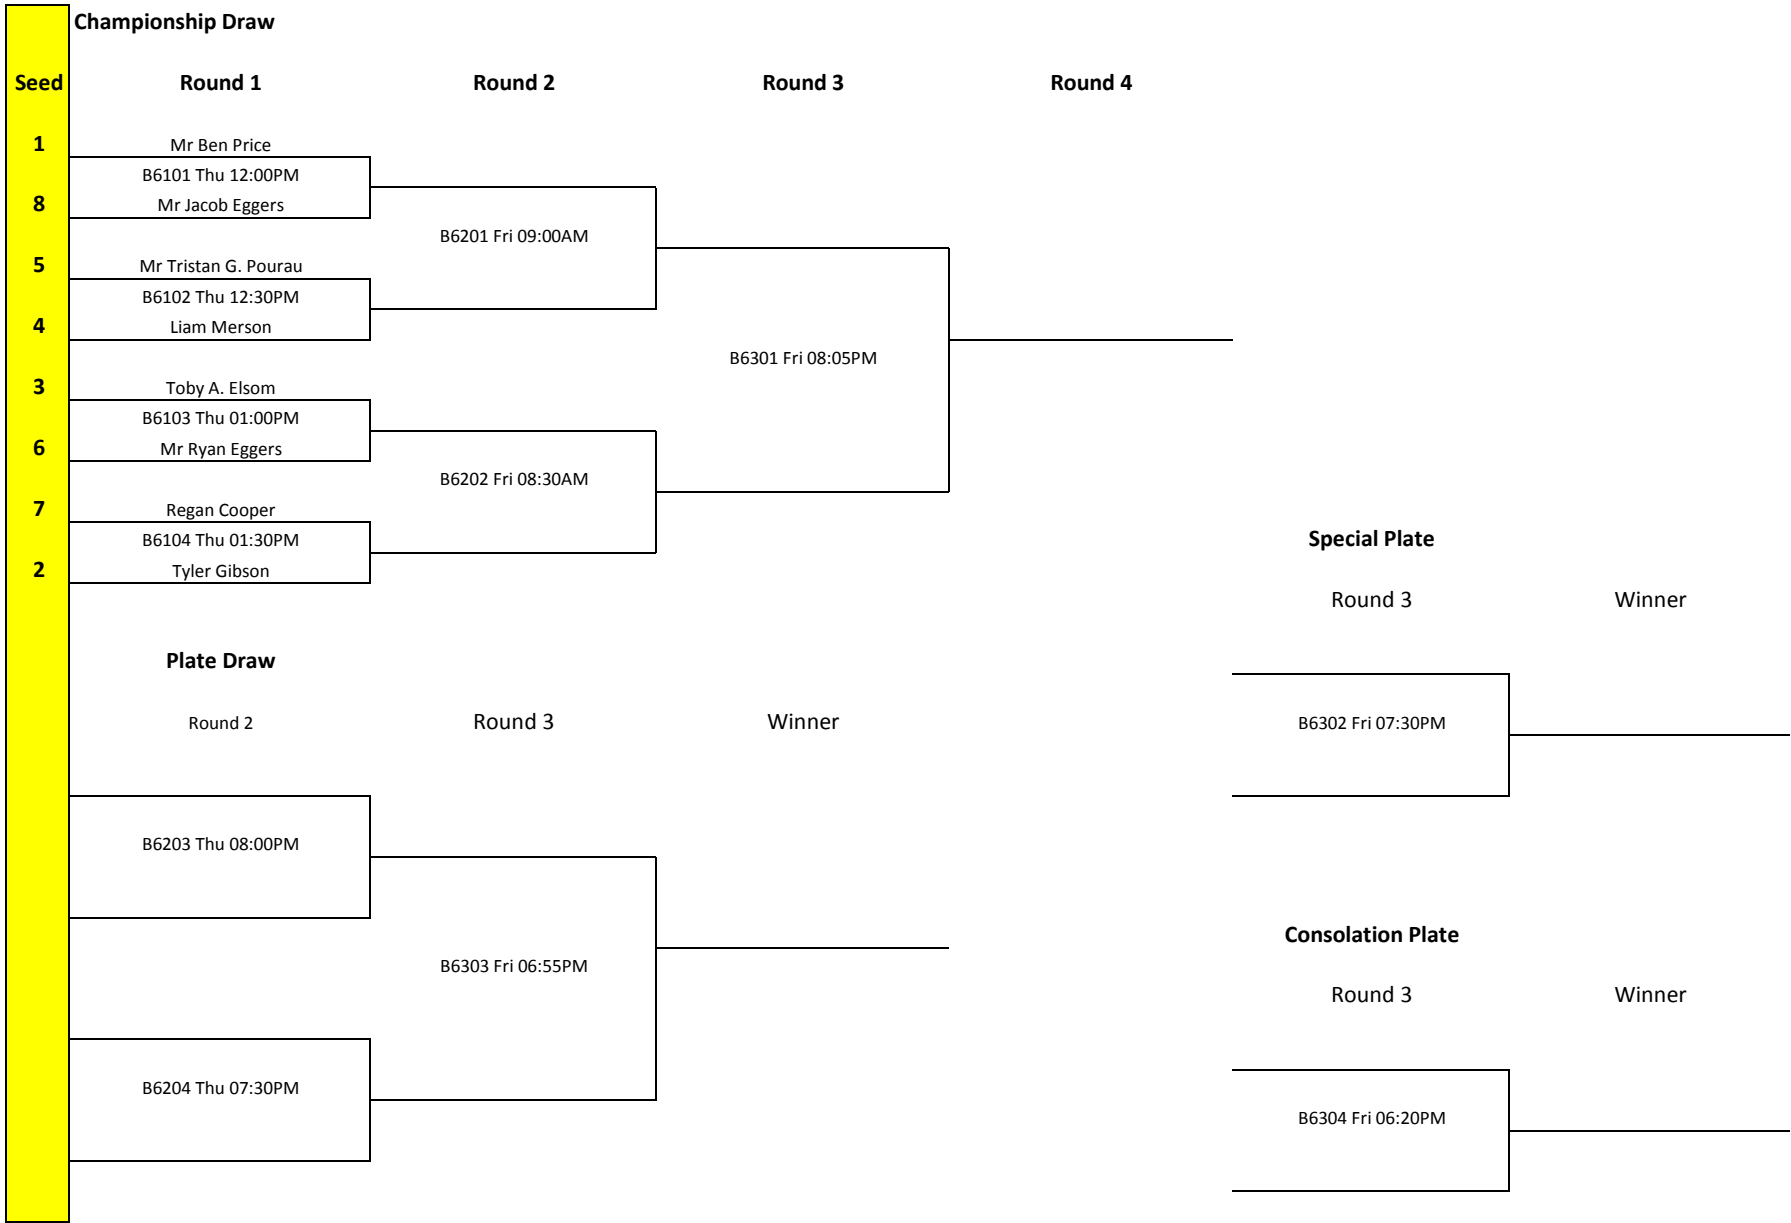 Championship Draw
Seed Round 1 Round 2 Round 3 Round 4
1 Mr Ben Price
B6101 Thu 12:00PM
8 Mr Jacob Eggers
B6201 Fri 09:00AM
5 Mr Tristan G. Pourau
B6102 Thu 12:30PM
4 Liam Merson
B6301 Fri 08:05PM
3 Toby A. Elsom
B6103 Thu 01:00PM
6 Mr Ryan Eggers
B6202 Fri 08:30AM
7 Regan Cooper
B6104 Thu 01:30PM
Special Plate
2 Tyler Gibson
Round 3 Winner
Plate Draw
Round 2 Round 3 Winner
B6302 Fri 07:30PM
B6203 Thu 08:00PM
Consolation Plate
B6303 Fri 06:55PM
Round 3 Winner
B6204 Thu 07:30PM
B6304 Fri 06:20PM